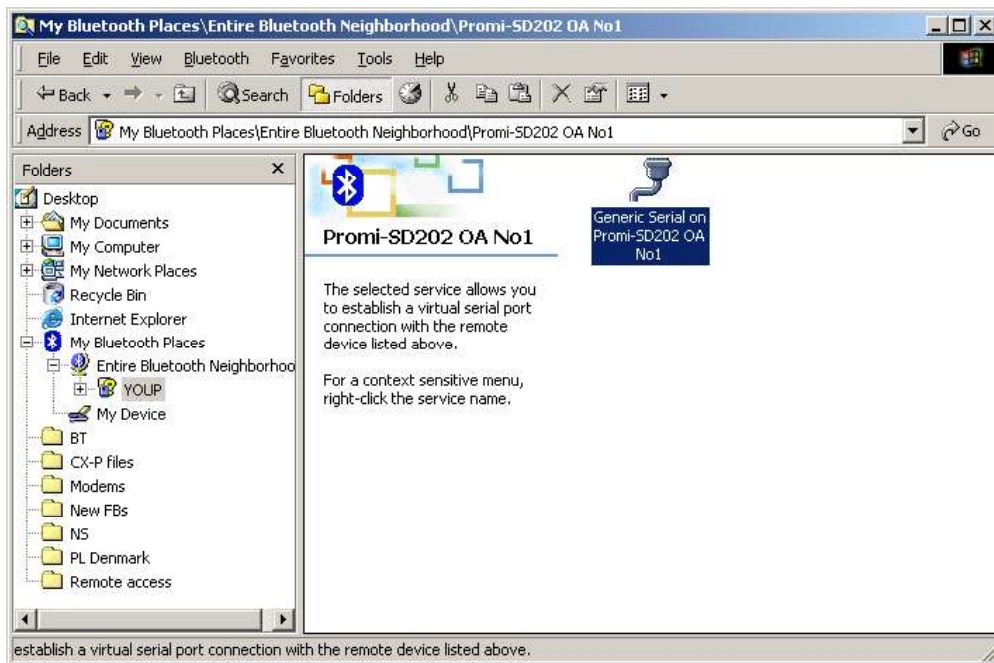 My Bluetooth Places\Entire Bluetooth Neighborhood\Promi-SD202 OA No1
File Edit View Bluetooth Favorites Tools Help
Back Search Folders
Address My Bluetooth Places\Entire Bluetooth Neighborhood\Promi-SD202 OA No1 Go
Folders
Desktop
My Documents
My Computer
My Network Places
Recycle Bin
Internet Explorer
My Bluetooth Places
Entire Bluetooth Neighborhoo
YOUP
My Device
BT
CX-P files
Modems
New FBs
NS
PL Denmark
Remote access
Promi-SD202 OA No1
The selected service allows you
to establish a virtual serial port
connection with the remote
device listed above.
For a context sensitive menu,
right-click the service name.
Generic Serial on
Promi-SD202 OA
No1
establish a virtual serial port connection with the remote device listed above.